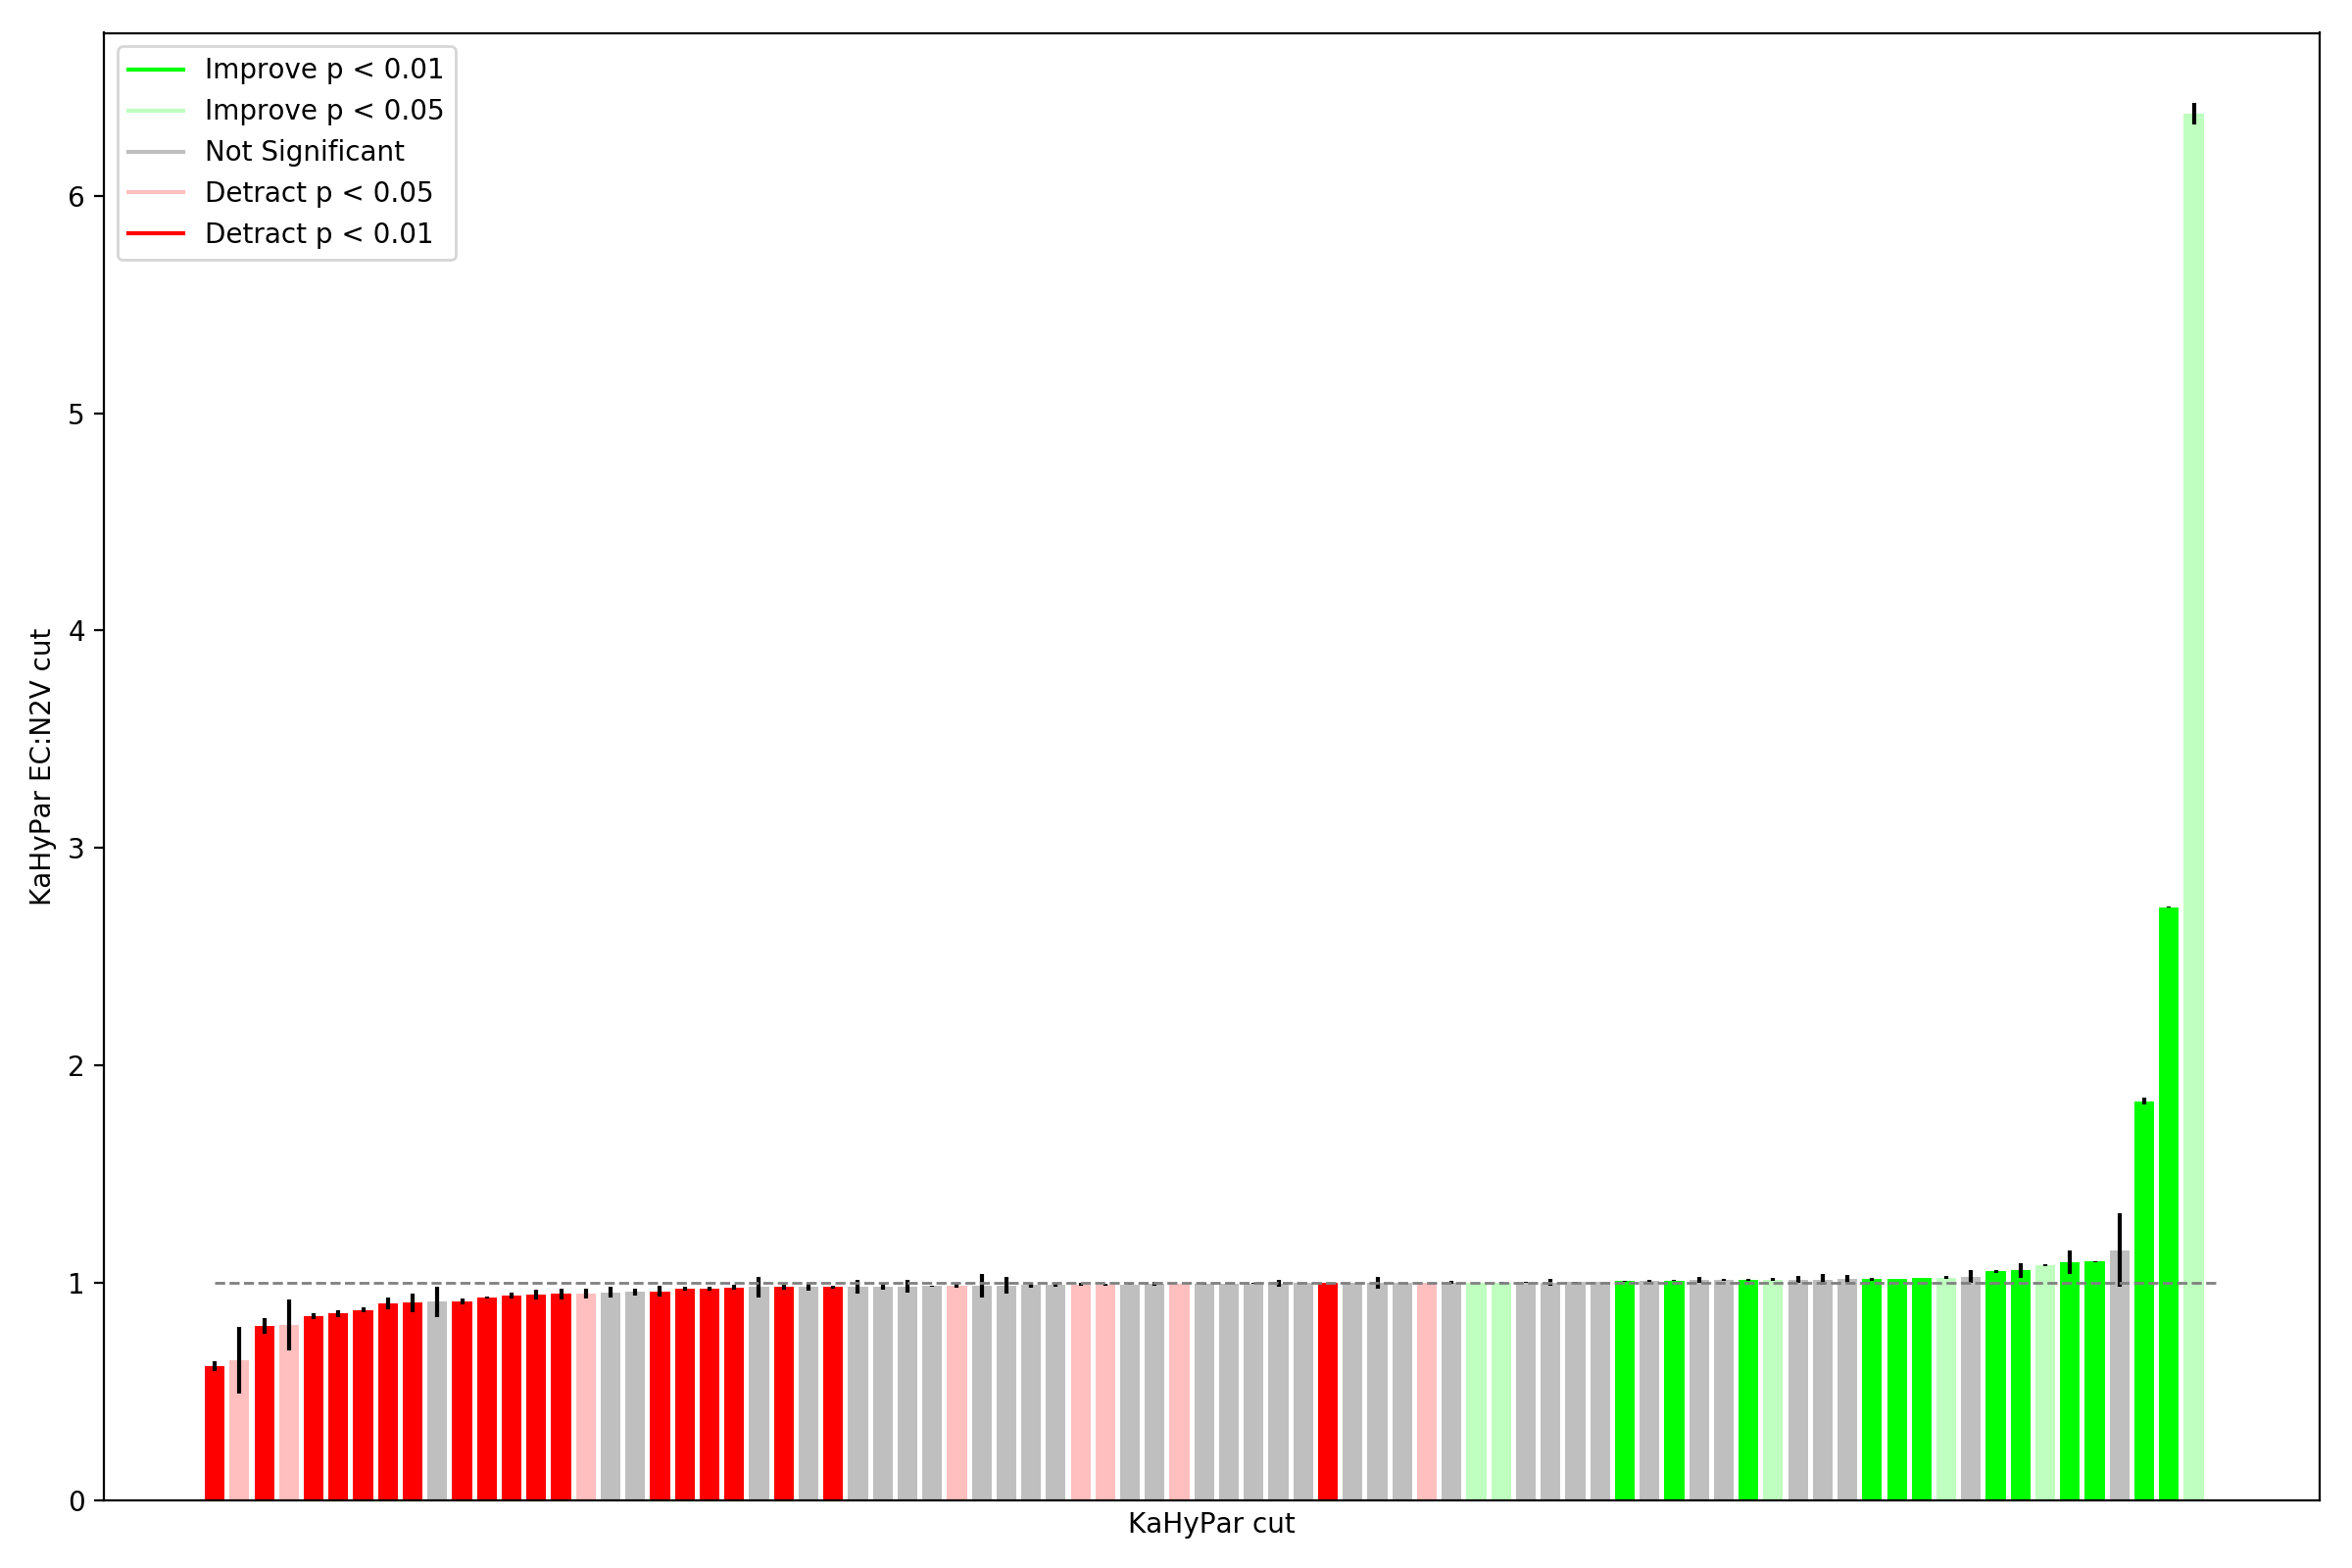 Improve p < 0.01
Improve p < 0.05
Not Significant
Detract p < 0.05
Detract p < 0.01
6
5
4
3
2
1
0
KaHyPar EC:N2V cut
KaHyPar cut